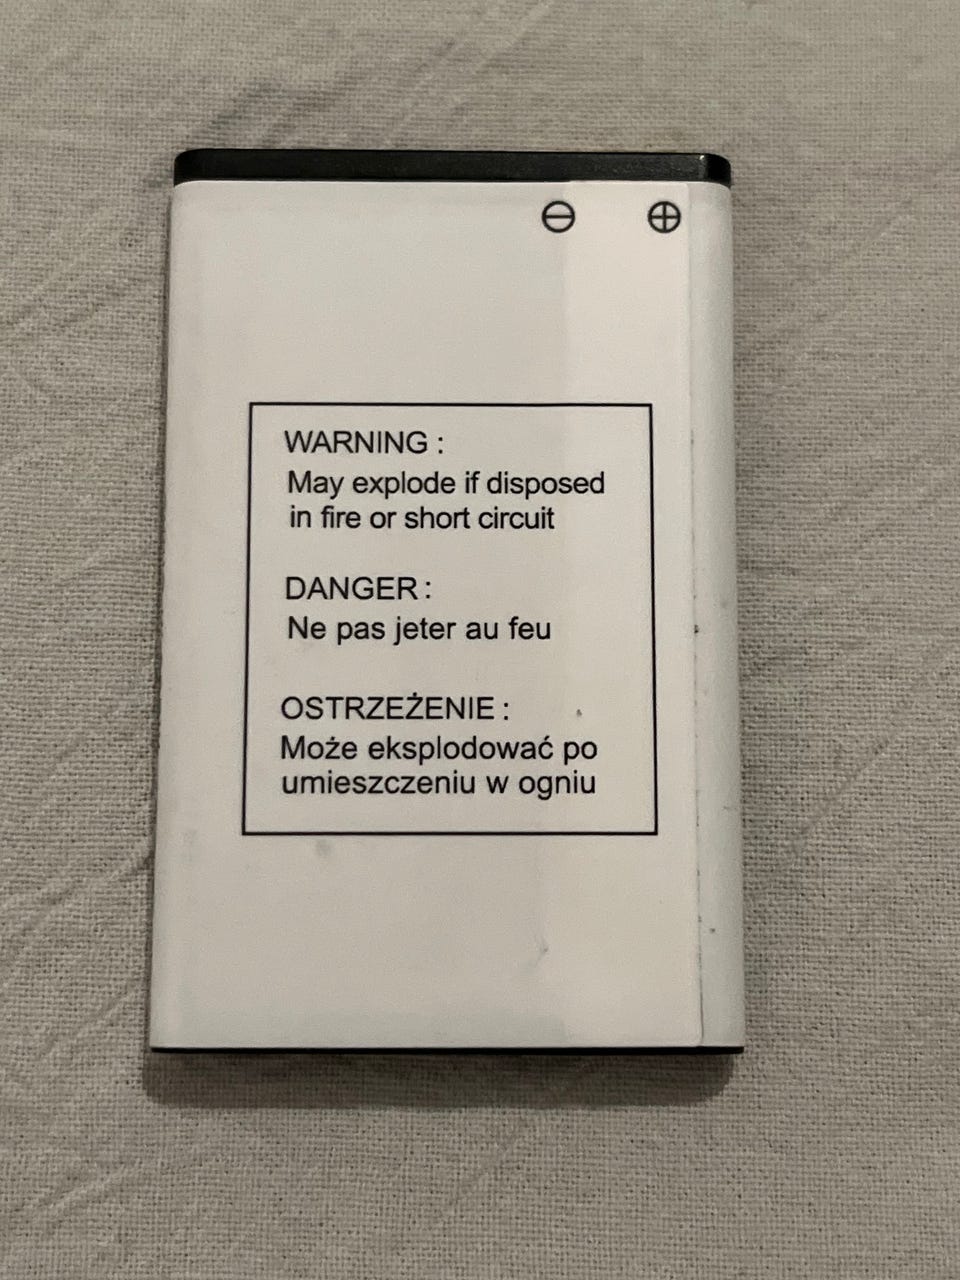 ⊖ ⊕
WARNING :
May explode if disposed
in fire or short circuit
DANGER :
Ne pas jeter au feu
OSTRZEŻENIE :
Może eksplodować po
umieszczeniu w ogniu